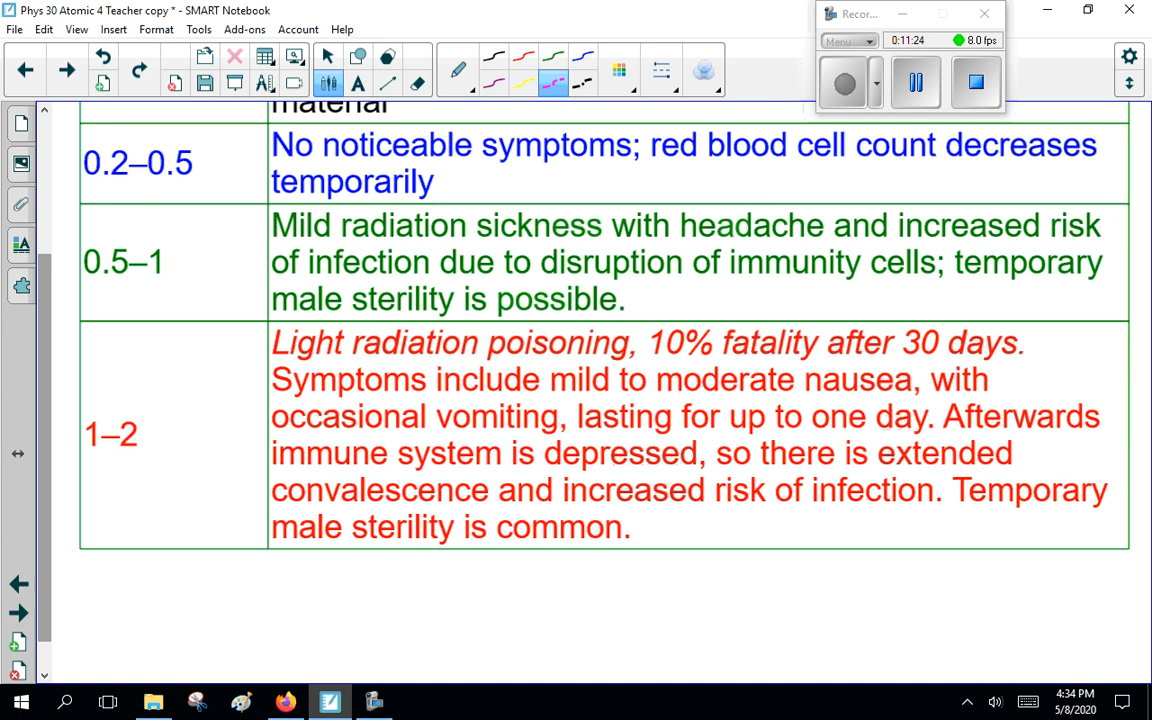 Phys 30 Atomic 4 Teacher copy * - SMART Notebook
Recor...
File Edit View Insert Format Tools Add-ons Account Help
Menu
0:11:24
8.0 fps
material
0.2–0.5
No noticeable symptoms; red blood cell count decreases
temporarily
0.5–1
Mild radiation sickness with headache and increased risk
of infection due to disruption of immunity cells; temporary
male sterility is possible.
1–2
Light radiation poisoning, 10% fatality after 30 days.
Symptoms include mild to moderate nausea, with
occasional vomiting, lasting for up to one day. Afterwards
immune system is depressed, so there is extended
convalescence and increased risk of infection. Temporary
male sterility is common.
4:34 PM
5/8/2020